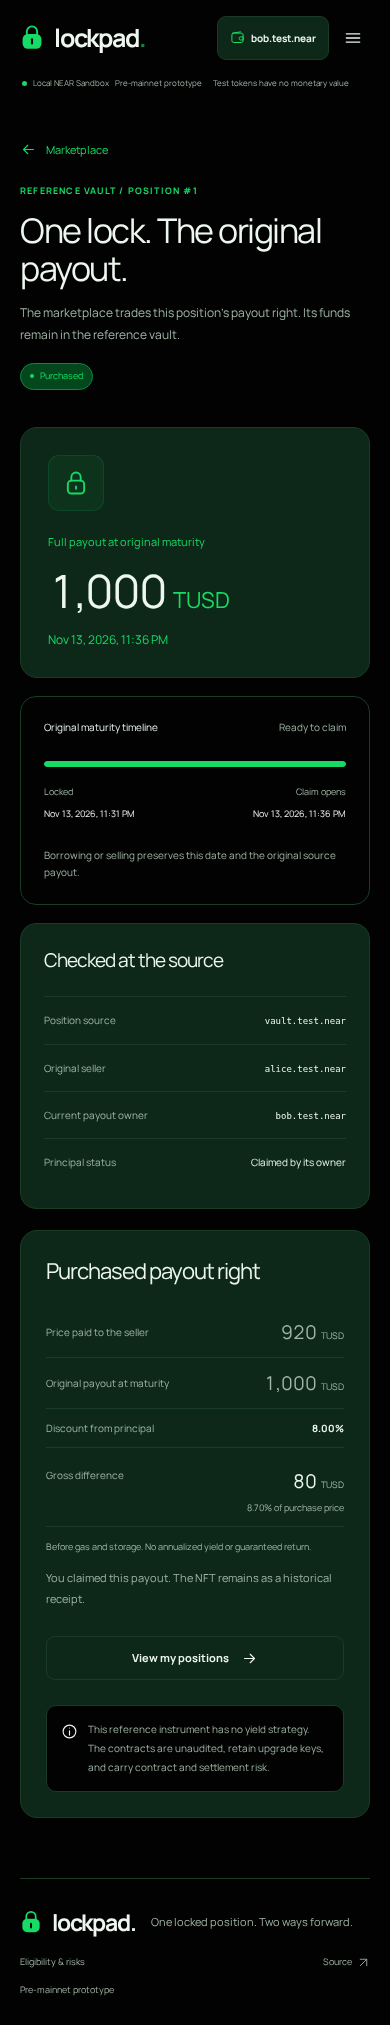 lockpad.
bob.test.near
Local NEAR Sandbox Pre-mainnet prototype Test tokens have no monetary value
Marketplace
REFERENCE VAULT / POSITION #1
One lock. The original
payout.
The marketplace trades this position's payout right. Its funds
remain in the reference vault.
Purchased
Full payout at original maturity
1,000 TUSD
Nov 13, 2026, 11:36 PM
Original maturity timeline Ready to claim
Locked Claim opens
Nov 13, 2026, 11:31 PM Nov 13, 2026, 11:36 PM
Borrowing or selling preserves this date and the original source
payout.
Checked at the source
Position source vault.test.near
Original seller alice.test.near
Current payout owner bob.test.near
Principal status Claimed by its owner
Purchased payout right
Price paid to the seller 920 TUSD
Original payout at maturity 1,000 TUSD
Discount from principal 8.00%
Gross difference 80 TUSD
8.70% of purchase price
Before gas and storage. No annualized yield or guaranteed return.
You claimed this payout. The NFT remains as a historical
receipt.
View my positions
This reference instrument has no yield strategy.
The contracts are unaudited, retain upgrade keys,
and carry contract and settlement risk.
lockpad. One locked position. Two ways forward.
Eligibility & risks Source
Pre-mainnet prototype